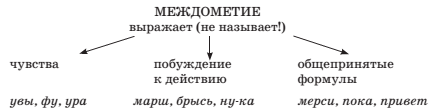 МЕЖДОМЕТИЕ
выражает (не называет!)
чувства побуждение к действию общепринятые формулы
увы, фу, ура марш, брысь, ну-ка мерси, пока, привет